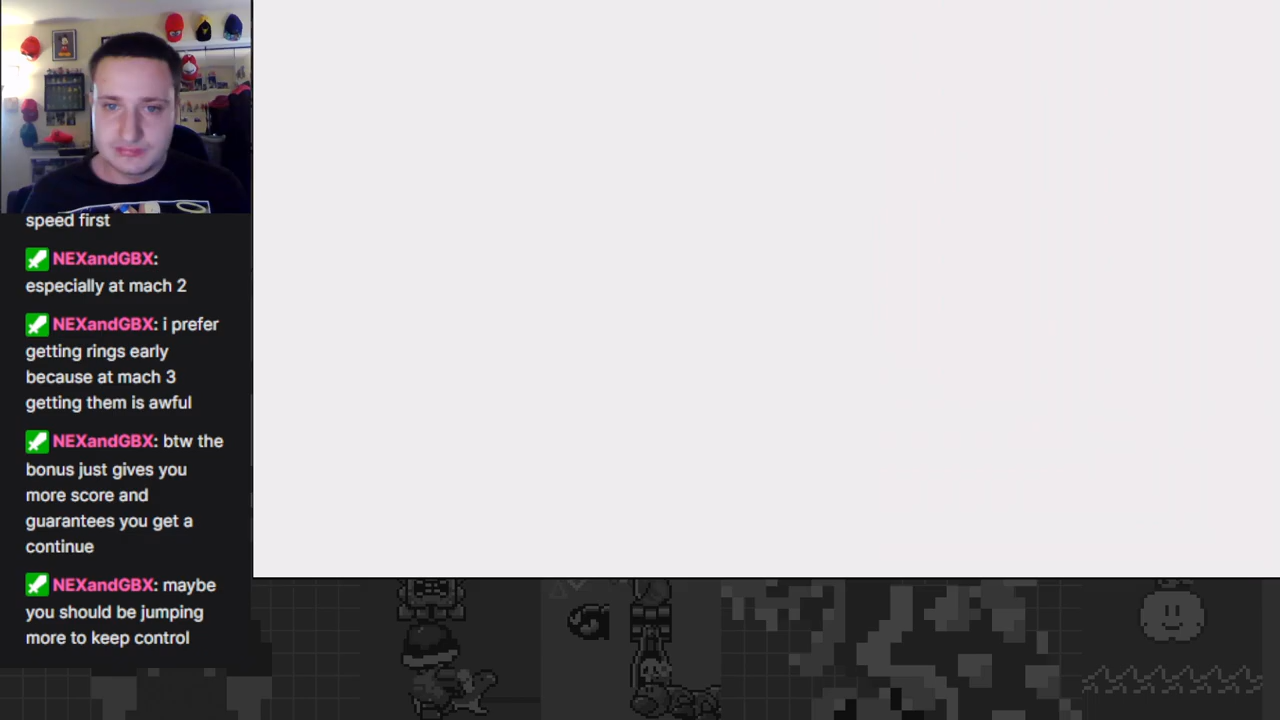 speed first
NEXandGBX:
especially at mach 2
NEXandGBX: i prefer
getting rings early
because at mach 3
getting them is awful
NEXandGBX: btw the
bonus just gives you
more score and
guarantees you get a
continue
NEXandGBX: maybe
you should be jumping
more to keep control